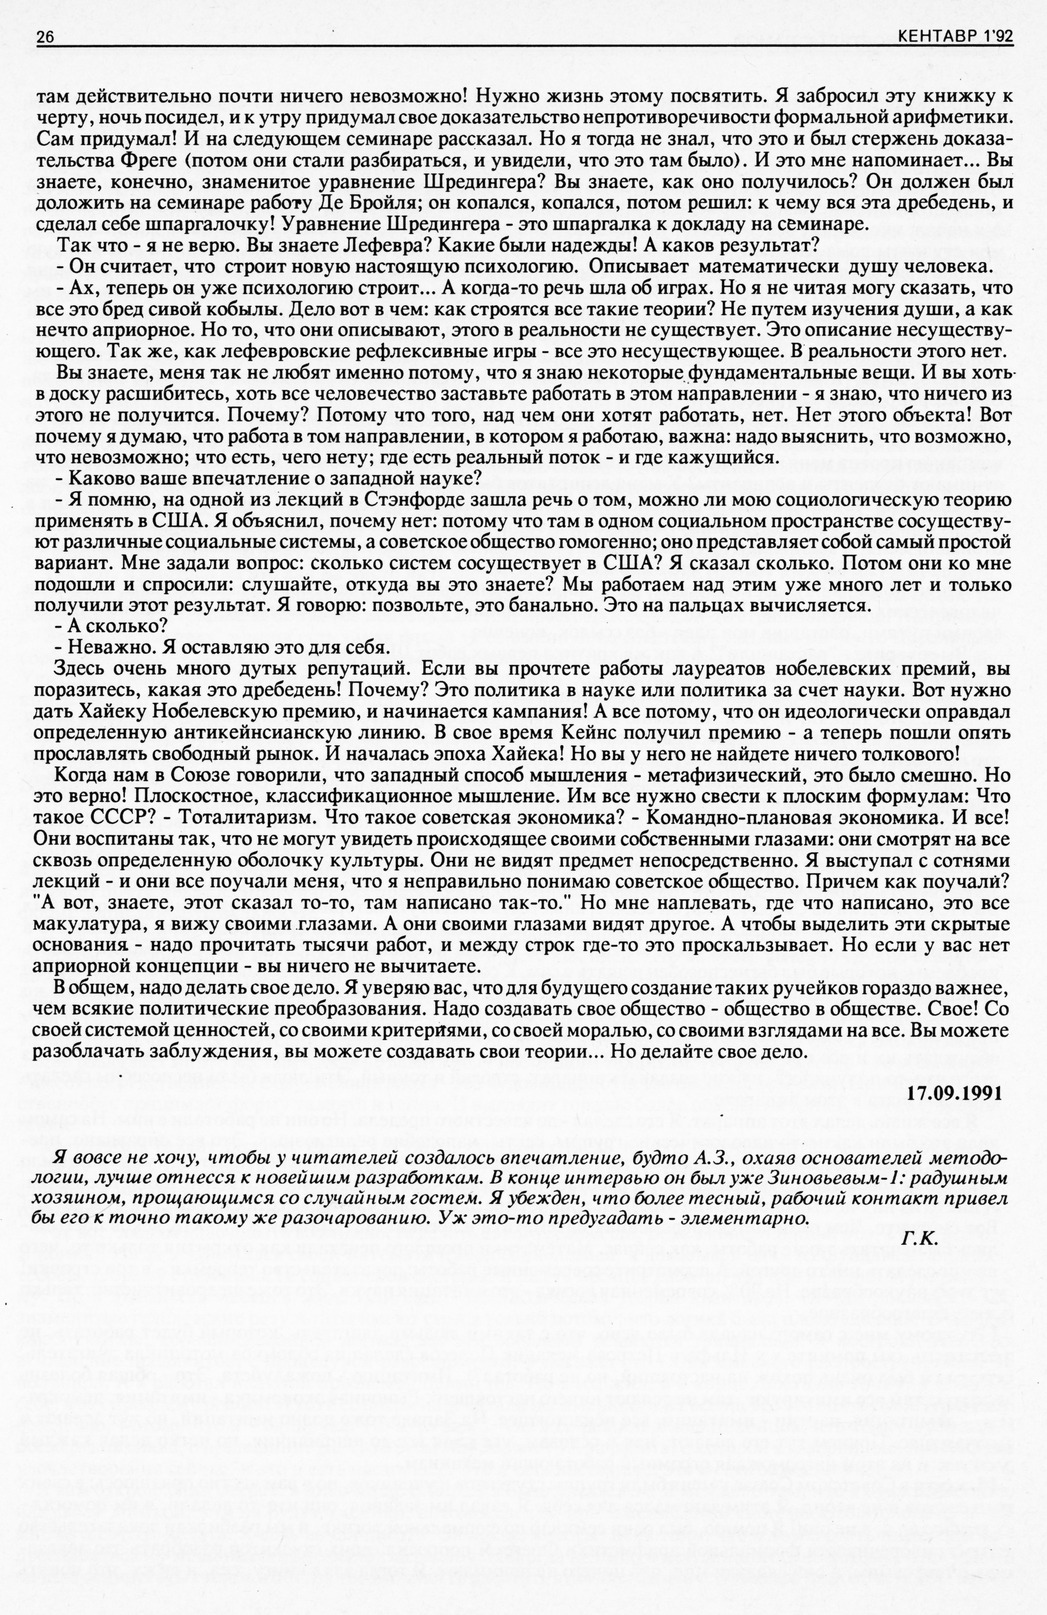 26
КЕНТАВР 1'92
там действительно почти ничего невозможно! Нужно жизнь этому посвятить. Я забросил эту книжку к
черту, ночь посидел, и к утру придумал свое доказательство непротиворечивости формальной арифметики.
Сам придумал! И на следующем семинаре рассказал. Но я тогда не знал, что это и был стержень доказа-
тельства Фреге (потом они стали разбираться, и увидели, что это там было). И это мне напоминает... Вы
знаете, конечно, знаменитое уравнение Шредингера? Вы знаете, как оно получилось? Он должен был
доложить на семинаре работу Де Бройля; он копался, копался, потом решил: к чему вся эта дребедень, и
сделал себе шпаргалочку! Уравнение Шредингера - это шпаргалка к докладу на семинаре.
Так что - я не верю. Вы знаете Лефевра? Какие были надежды! А каков результат?
- Он считает, что строит новую настоящую психологию. Описывает математически душу человека.
- Ах, теперь он уже психологию строит... А когда-то речь шла об играх. Но я не читая могу сказать, что
все это бред сивой кобылы. Дело вот в чем: как строятся все такие теории? Не путем изучения души, а как
нечто априорное. Но то, что они описывают, этого в реальности не существует. Это описание несуществу-
ющего. Так же, как лефевровские рефлексивные игры - все это несуществующее. В реальности этого нет.
Вы знаете, меня так не любят именно потому, что я знаю некоторые фундаментальные вещи. И вы хоть
в доску расшибитесь, хоть все человечество заставьте работать в этом направлении - я знаю, что ничего из
этого не получится. Почему? Потому что того, над чем они хотят работать, нет. Нет этого объекта! Вот
почему я думаю, что работа в том направлении, в котором я работаю, важна: надо выяснить, что возможно,
что невозможно; что есть, чего нету; где есть реальный поток - и где кажущийся.
- Каково ваше впечатление о западной науке?
- Я помню, на одной из лекций в Стэнфорде зашла речь о том, можно ли мою социологическую теорию
применять в США. Я объяснил, почему нет: потому что там в одном социальном пространстве сосуществу-
ют различные социальные системы, а советское общество гомогенно; оно представляет собой самый простой
вариант. Мне задали вопрос: сколько систем сосуществует в США? Я сказал сколько. Потом они ко мне
подошли и спросили: слушайте, откуда вы это знаете? Мы работаем над этим уже много лет и только
получили этот результат. Я говорю: позвольте, это банально. Это на пальцах вычисляется.
- А сколько?
- Неважно. Я оставляю это для себя.
Здесь очень много дутых репутаций. Если вы прочтете работы лауреатов нобелевских премий, вы
поразитесь, какая это дребедень! Почему? Это политика в науке или политика за счет науки. Вот нужно
дать Хайеку Нобелевскую премию, и начинается кампания! А все потому, что он идеологически оправдал
определенную антикейнсианскую линию. В свое время Кейнс получил премию - а теперь пошли опять
прославлять свободный рынок. И началась эпоха Хайека! Но вы у него не найдете ничего толкового!
Когда нам в Союзе говорили, что западный способ мышления - метафизический, это было смешно. Но
это верно! Плоскостное, классификационное мышление. Им все нужно свести к плоским формулам: Что
такое СССР? - Тоталитаризм. Что такое советская экономика? - Командно-плановая экономика. И все!
Они воспитаны так, что не могут увидеть происходящее своими собственными глазами: они смотрят на все
сквозь определенную оболочку культуры. Они не видят предмет непосредственно. Я выступал с сотнями
лекций - и они все поучали меня, что я неправильно понимаю советское общество. Причем как поучали?
"А вот, знаете, этот сказал то-то, там написано так-то." Но мне наплевать, где что написано, это все
макулатура, я вижу своими глазами. А они своими глазами видят другое. А чтобы выделить эти скрытые
основания - надо прочитать тысячи работ, и между строк где-то это проскальзывает. Но если у вас нет
априорной концепции - вы ничего не вычитаете.
В общем, надо делать свое дело. Я уверяю вас, что для будущего создание таких ручейков гораздо важнее,
чем всякие политические преобразования. Надо создавать свое общество - общество в обществе. Свое! Со
своей системой ценностей, со своими критериями, со своей моралью, со своими взглядами на все. Вы можете
разоблачать заблуждения, вы можете создавать свои теории... Но делайте свое дело.
17.09.1991
Я вовсе не хочу, чтобы у читателей создалось впечатление, будто А.З., охаяв основателей методо-
логии, лучше отнесся к новейшим разработкам. В конце интервью он был уже Зиновьевым-1: радушным
хозяином, прощающимся со случайным гостем. Я убежден, что более тесный, рабочий контакт привел
бы его к точно такому же разочарованию. Уж это-то предугадать - элементарно.
Г.К.